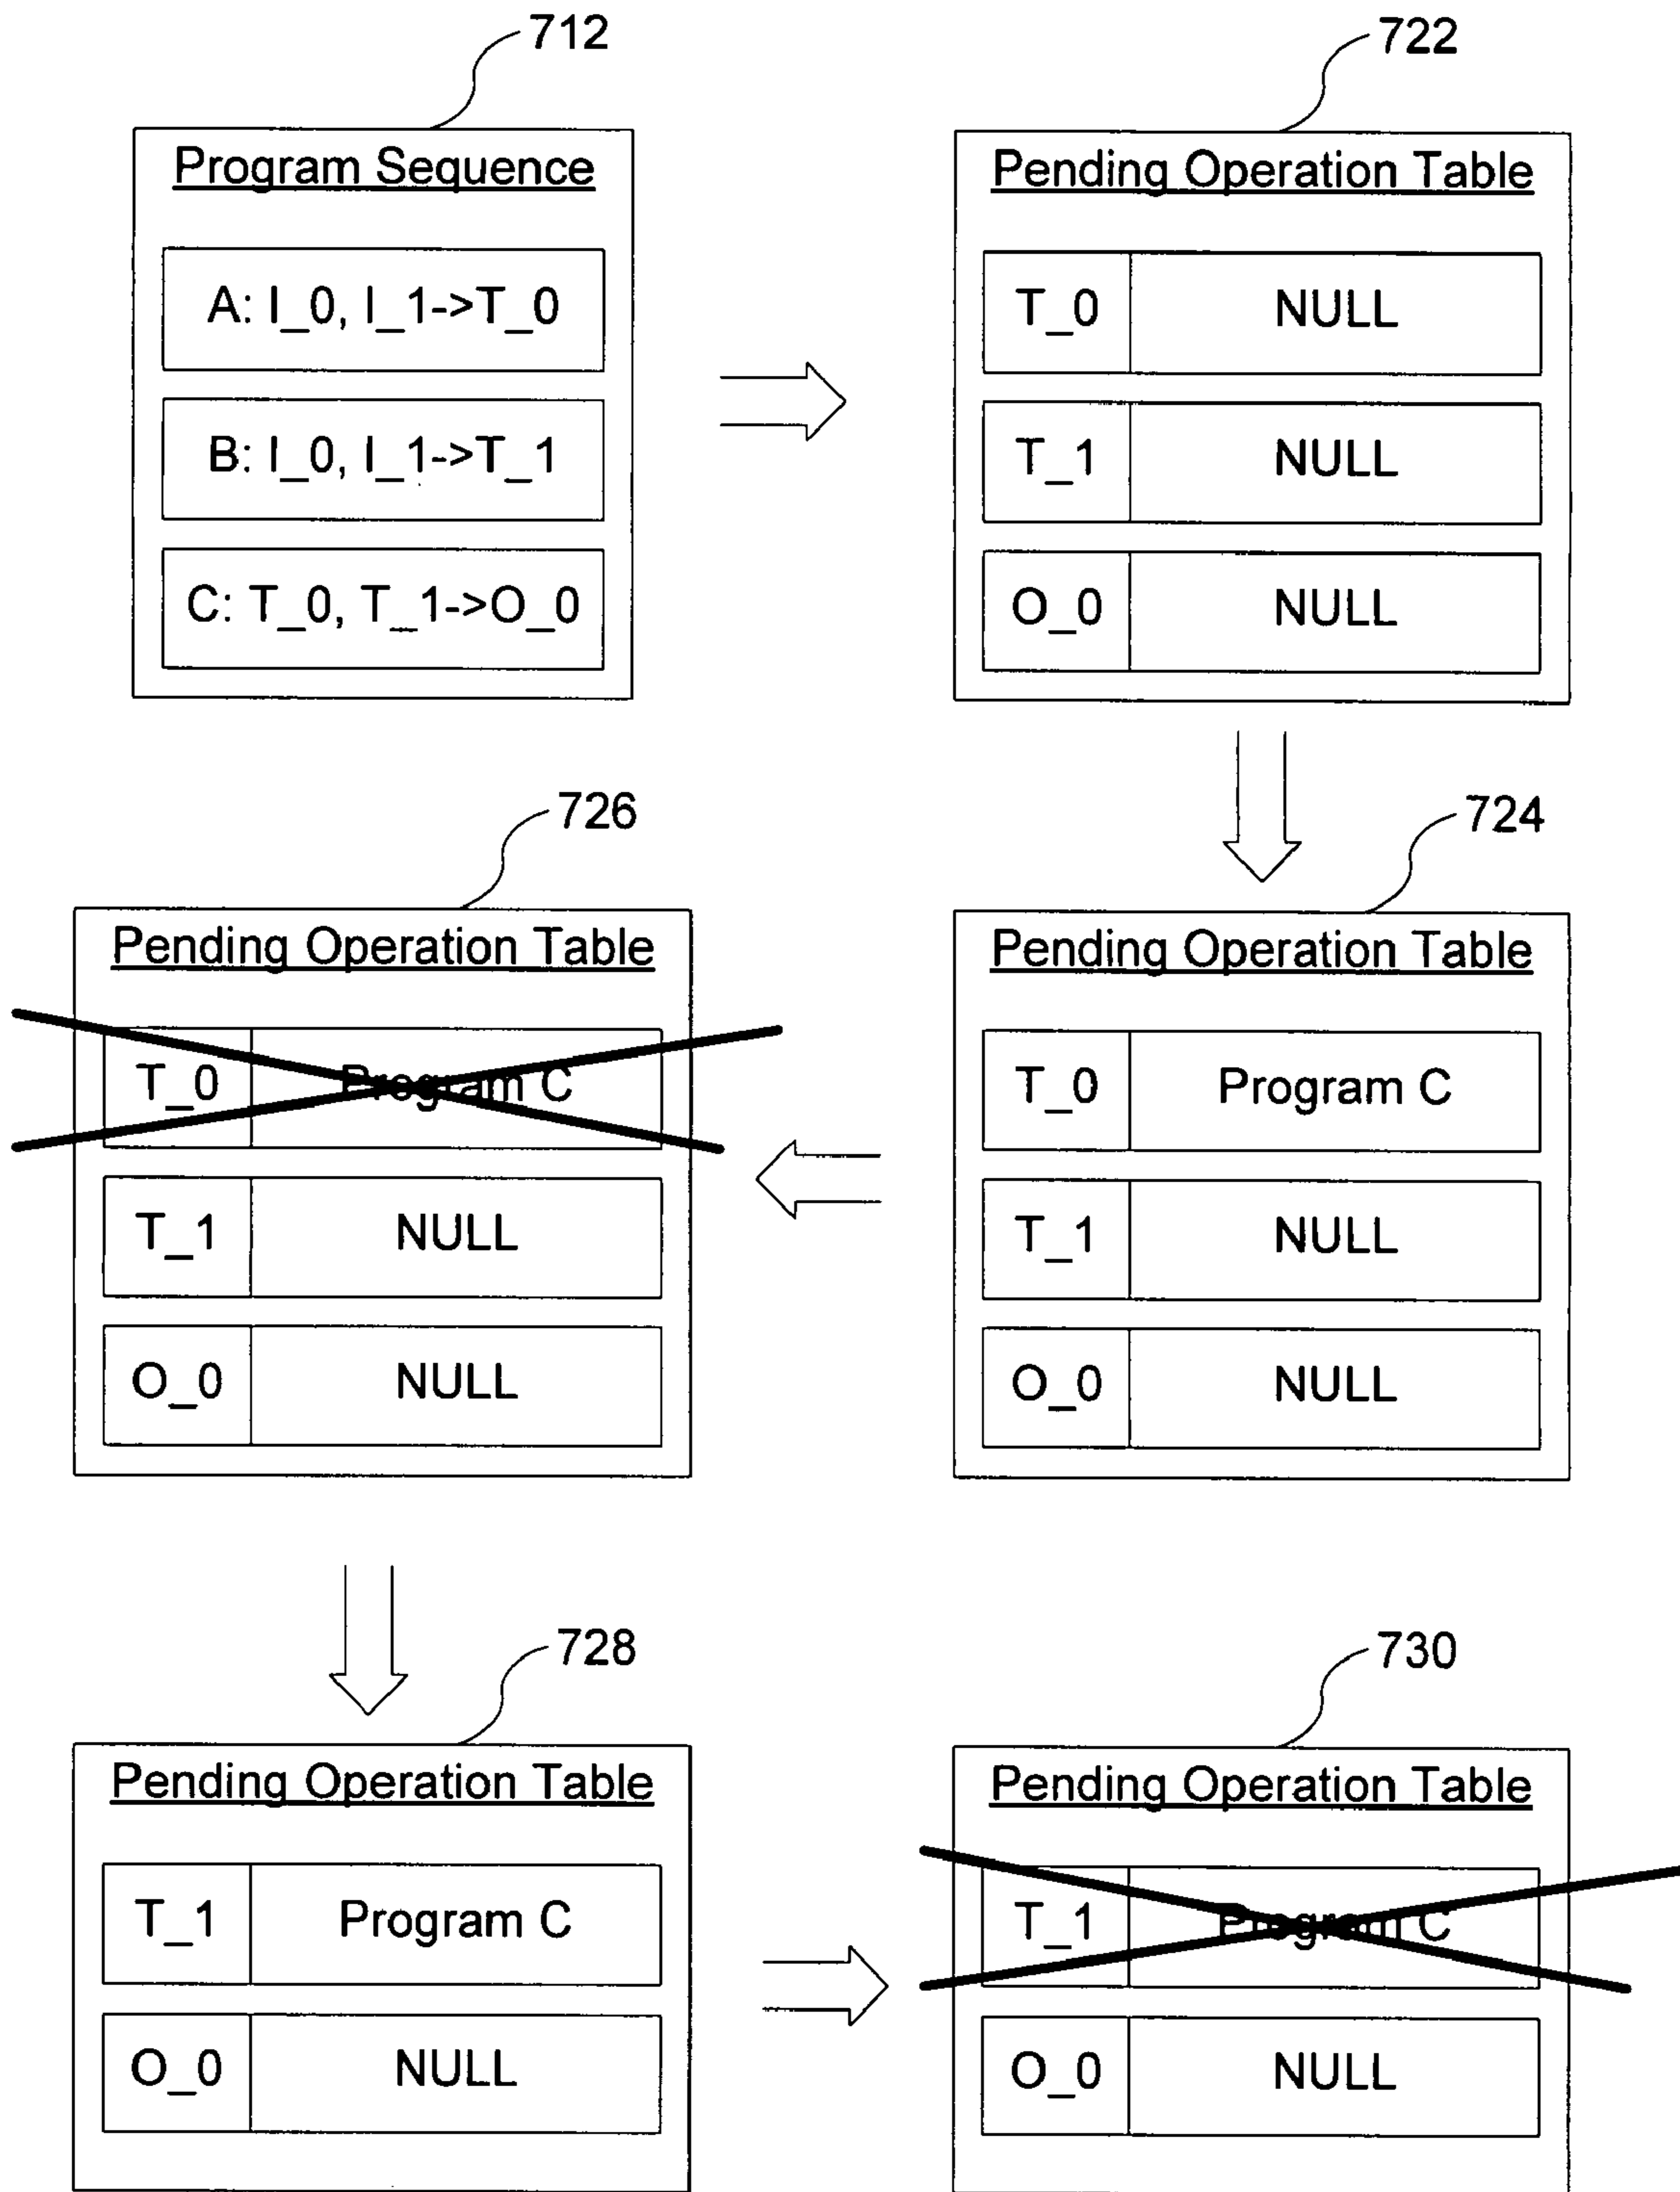 712
Program Sequence
A: I_0, I_1->T_0
B: I_0, I_1->T_1
C: T_0, T_1->O_0
722
Pending Operation Table
T_0 NULL
T_1 NULL
O_0 NULL
724
Pending Operation Table
T_0 Program C
T_1 NULL
O_0 NULL
726
Pending Operation Table
T_0 Program C
T_1 NULL
O_0 NULL
728
Pending Operation Table
T_1 Program C
O_0 NULL
730
Pending Operation Table
T_1 Program C
O_0 NULL